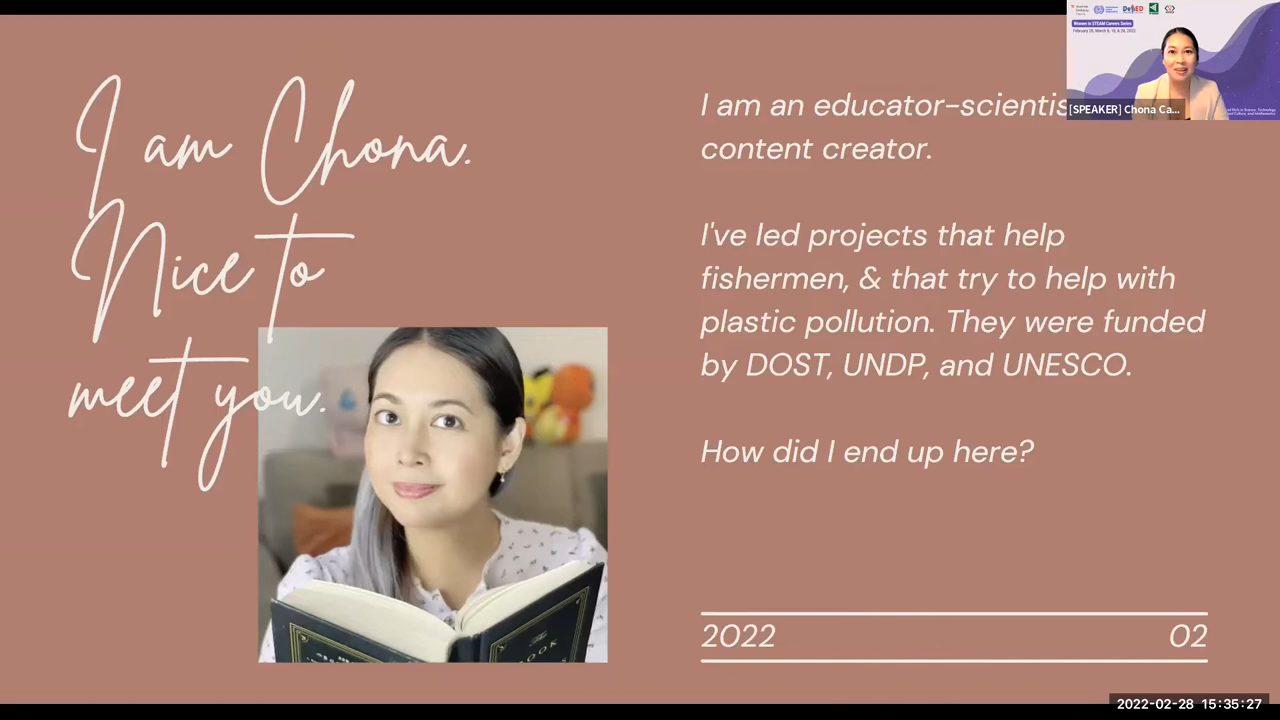 I am Chona.
Nice to
meet you.
I am an educator-scientis
content creator.
I've led projects that help
fishermen, & that try to help with
plastic pollution. They were funded
by DOST, UNDP, and UNESCO.
How did I end up here?
2022 02
DepED
Women in STEAM Careers Series
[SPEAKER] Chona Ca...
BOOK
2022-02-28 15:35:27